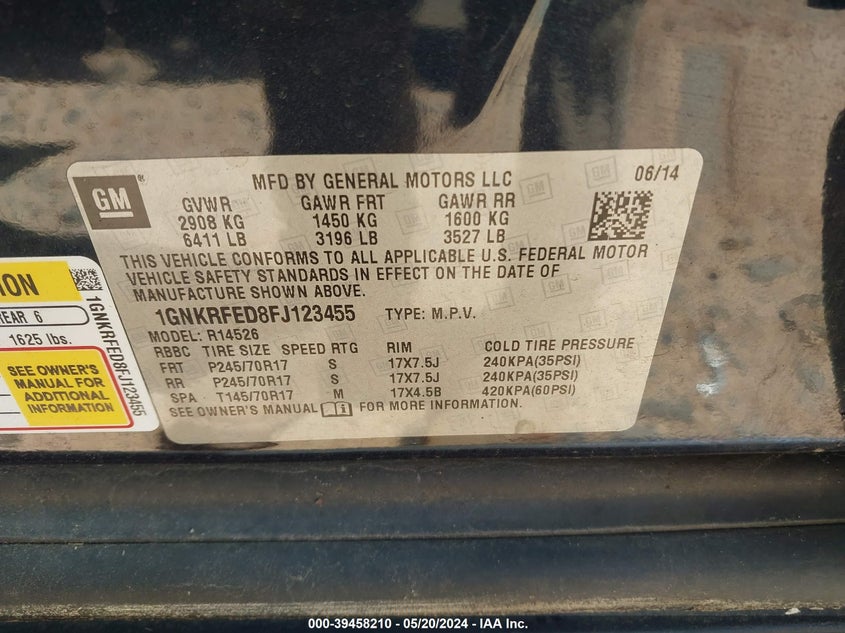 GM ®
MFD BY GENERAL MOTORS LLC 06/14
GVWR GAWR FRT GAWR RR
2908 KG 1450 KG 1600 KG
6411 LB 3196 LB 3527 LB
THIS VEHICLE CONFORMS TO ALL APPLICABLE U.S. FEDERAL MOTOR
VEHICLE SAFETY STANDARDS IN EFFECT ON THE DATE OF
MANUFACTURE SHOWN ABOVE.
1GNKRFED8FJ123455 TYPE: M.P.V.
MODEL: R14526
RBBC TIRE SIZE SPEED RTG RIM COLD TIRE PRESSURE
FRT P245/70R17 S 17X7.5J 240KPA(35PSI)
RR P245/70R17 S 17X7.5J 240KPA(35PSI)
SPA T145/70R17 M 17X4.5B 420KPA(60PSI)
SEE OWNER'S MANUAL i FOR MORE INFORMATION.
REAR 6
1625 lbs.
SEE OWNER'S
MANUAL FOR
ADDITIONAL
INFORMATION
1GNKRFED8FJ123455
000-39458210 - 05/20/2024 - IAA Inc.